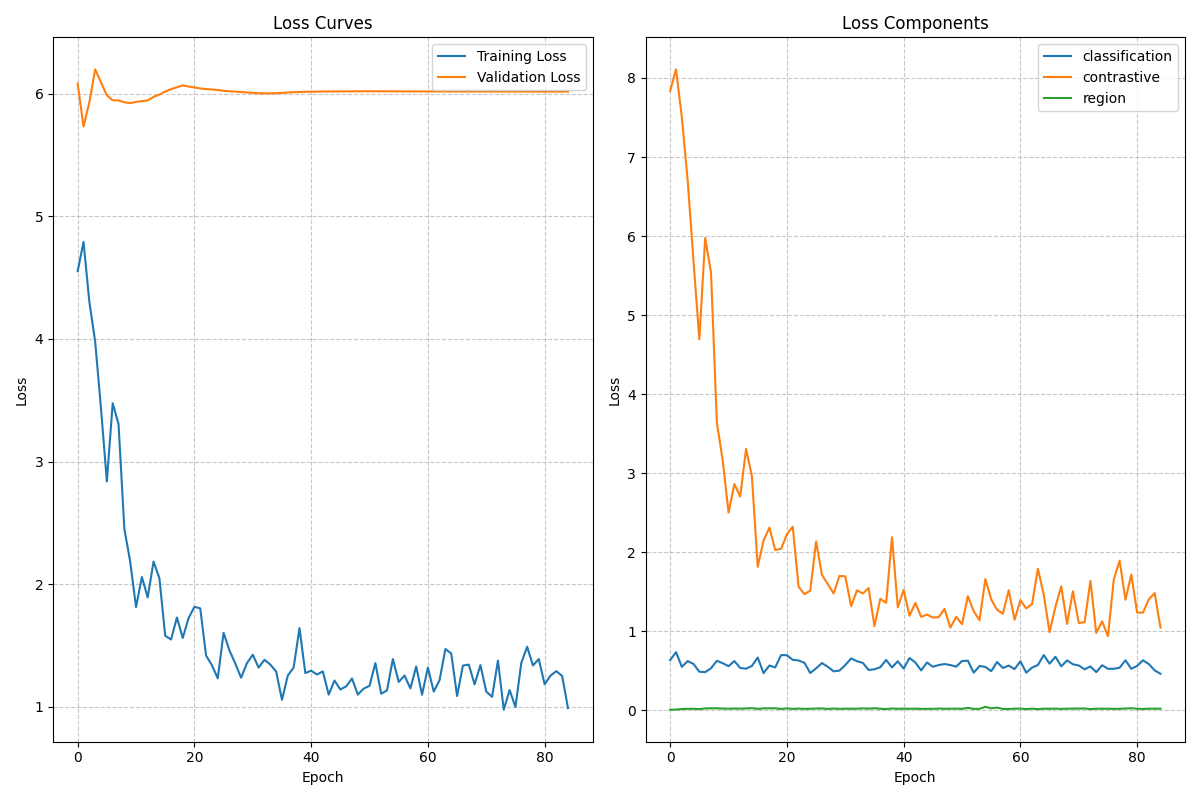 Loss Curves
Training Loss
Validation Loss
6
5
4
3
2
1
Loss
0
20
40
60
80
Epoch
Loss Components
classification
contrastive
region
8
7
6
5
4
3
2
1
0
Loss
0
20
40
60
80
Epoch